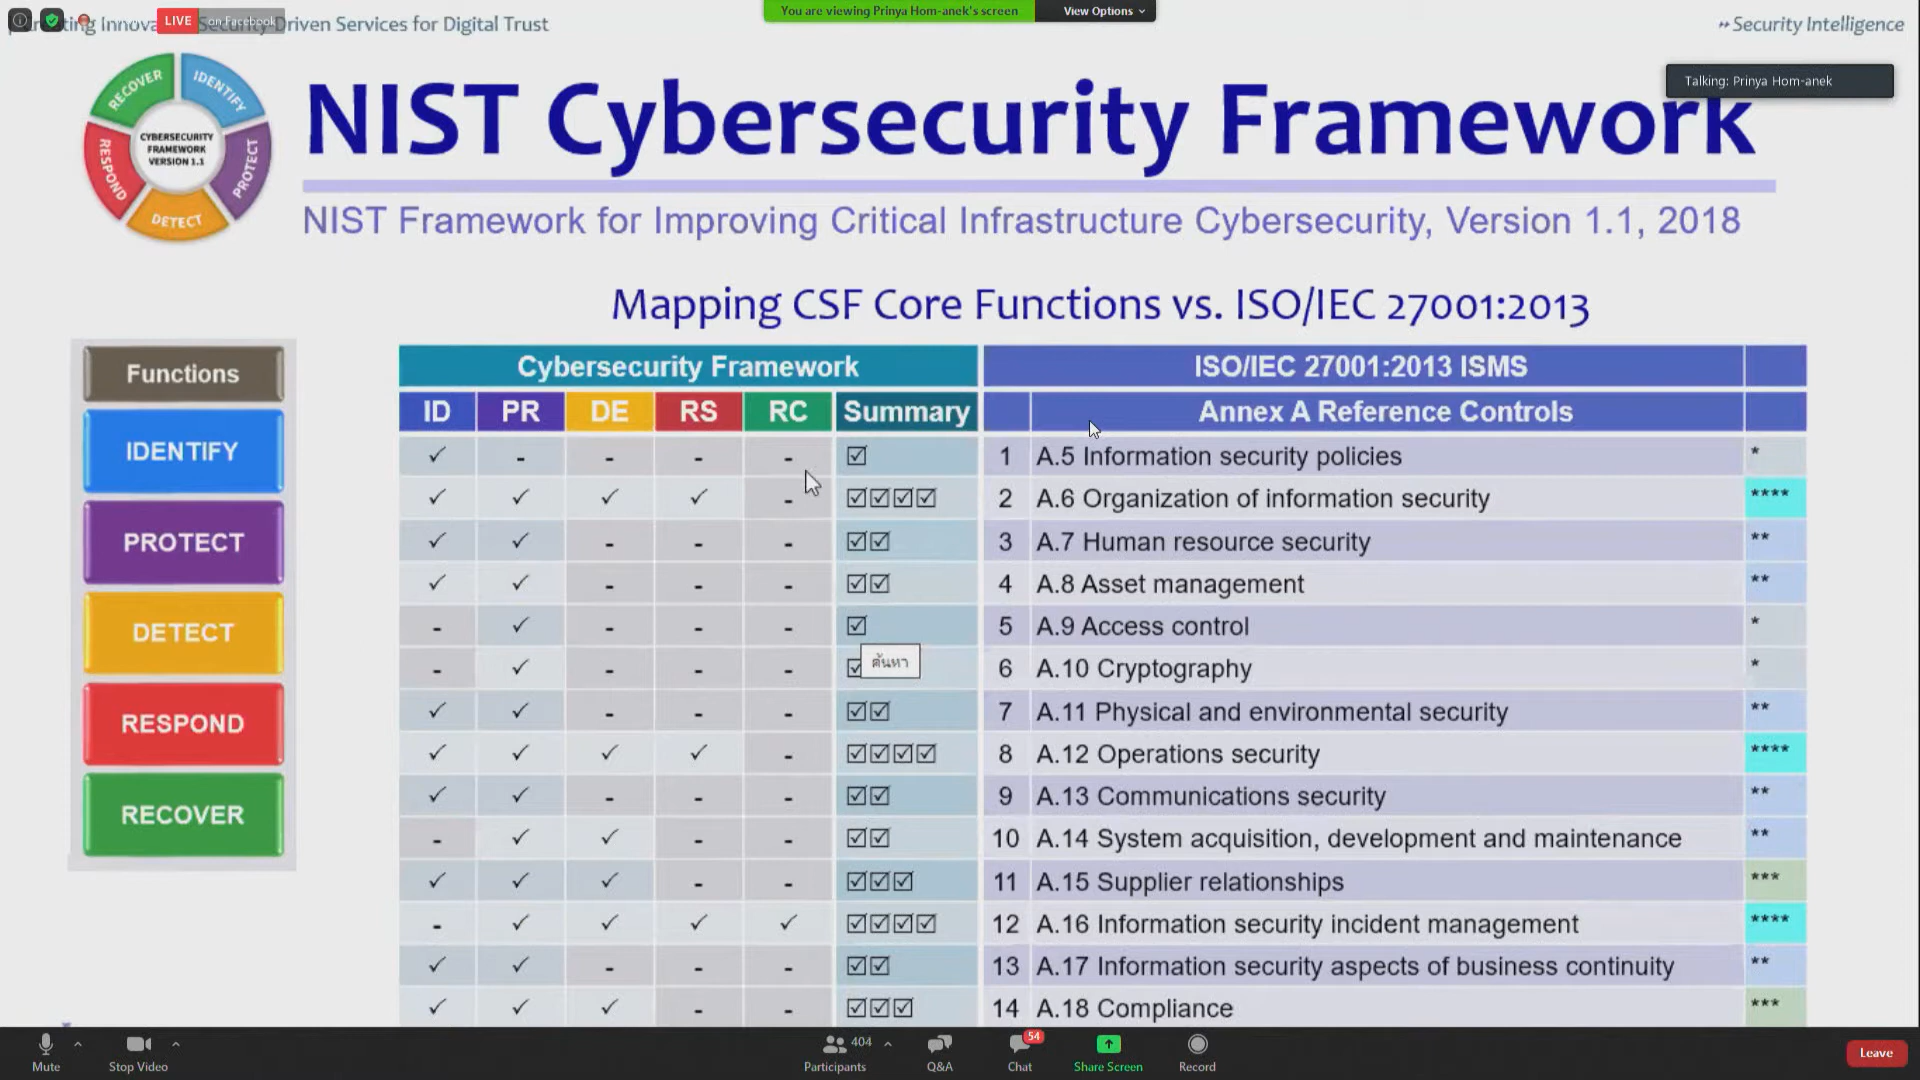 LIVE on Facebook
Security-Driven Services for Digital Trust
You are viewing Prinya Hom-anek's screen View Options
Security Intelligence
Talking: Prinya Hom-anek
RECOVER
IDENTIFY
PROTECT
DETECT
RESPOND
CYBERSECURITY
FRAMEWORK
VERSION 1.1
NIST Cybersecurity Framework
NIST Framework for Improving Critical Infrastructure Cybersecurity, Version 1.1, 2018
Mapping CSF Core Functions vs. ISO/IEC 27001:2013
Functions
IDENTIFY
PROTECT
DETECT
RESPOND
RECOVER
Cybersecurity Framework ISO/IEC 27001:2013 ISMS
ID PR DE RS RC Summary Annex A Reference Controls
✓ - - - - ☑ 1 A.5 Information security policies *
✓ ✓ ✓ ✓ - ☑☑☑☑ 2 A.6 Organization of information security ****
✓ ✓ - - - ☑☑ 3 A.7 Human resource security **
✓ ✓ - - - ☑☑ 4 A.8 Asset management **
- ✓ - - - ☑ 5 A.9 Access control *
- ✓ - - - ☑ ค้นหา 6 A.10 Cryptography *
✓ ✓ - - - ☑☑ 7 A.11 Physical and environmental security **
✓ ✓ ✓ ✓ - ☑☑☑☑ 8 A.12 Operations security ****
✓ ✓ - - - ☑☑ 9 A.13 Communications security **
- ✓ ✓ - - ☑☑ 10 A.14 System acquisition, development and maintenance **
✓ ✓ ✓ - - ☑☑☑ 11 A.15 Supplier relationships ***
- ✓ ✓ ✓ ✓ ☑☑☑☑ 12 A.16 Information security incident management ****
✓ ✓ - - - ☑☑ 13 A.17 Information security aspects of business continuity **
✓ ✓ ✓ - - ☑☑☑ 14 A.18 Compliance ***
Mute Stop Video Participants 404 Q&A Chat 54 Share Screen Record Leave